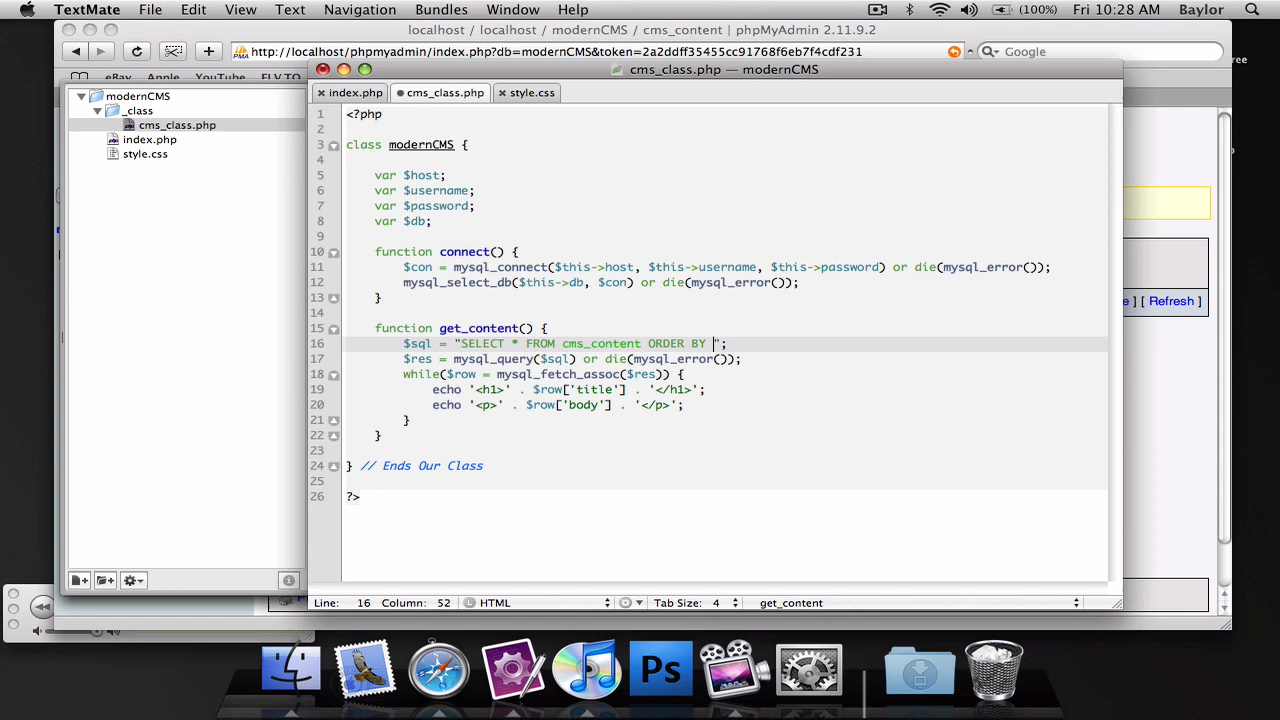 TextMate File Edit View Text Navigation Bundles Window Help (100%) Fri 10:28 AM Baylor
localhost / localhost / modernCMS / cms_content | phpMyAdmin 2.11.9.2
http://localhost/phpmyadmin/index.php?db=modernCMS&token=2a2ddff35455cc91768f6eb7f4cdf231
Google
eBay Apple YouTube FLV.TO
cms_class.php — modernCMS
index.php cms_class.php style.css
modernCMS
_class
cms_class.php
index.php
style.css
1 <?php
2
3 class modernCMS {
4
5 var $host;
6 var $username;
7 var $password;
8 var $db;
9
10 function connect() {
11 $con = mysql_connect($this->host, $this->username, $this->password) or die(mysql_error());
12 mysql_select_db($this->db, $con) or die(mysql_error());
13 }
14
15 function get_content() {
16 $sql = "SELECT * FROM cms_content ORDER BY ";
17 $res = mysql_query($sql) or die(mysql_error());
18 while($row = mysql_fetch_assoc($res)) {
19 echo '<h1>' . $row['title'] . '</h1>';
20 echo '<p>' . $row['body'] . '</p>';
21 }
22 }
23
24 } // Ends Our Class
25
26 ?>
] [ Refresh ]
Line: 16 Column: 52 HTML Tab Size: 4 get_content
Ps